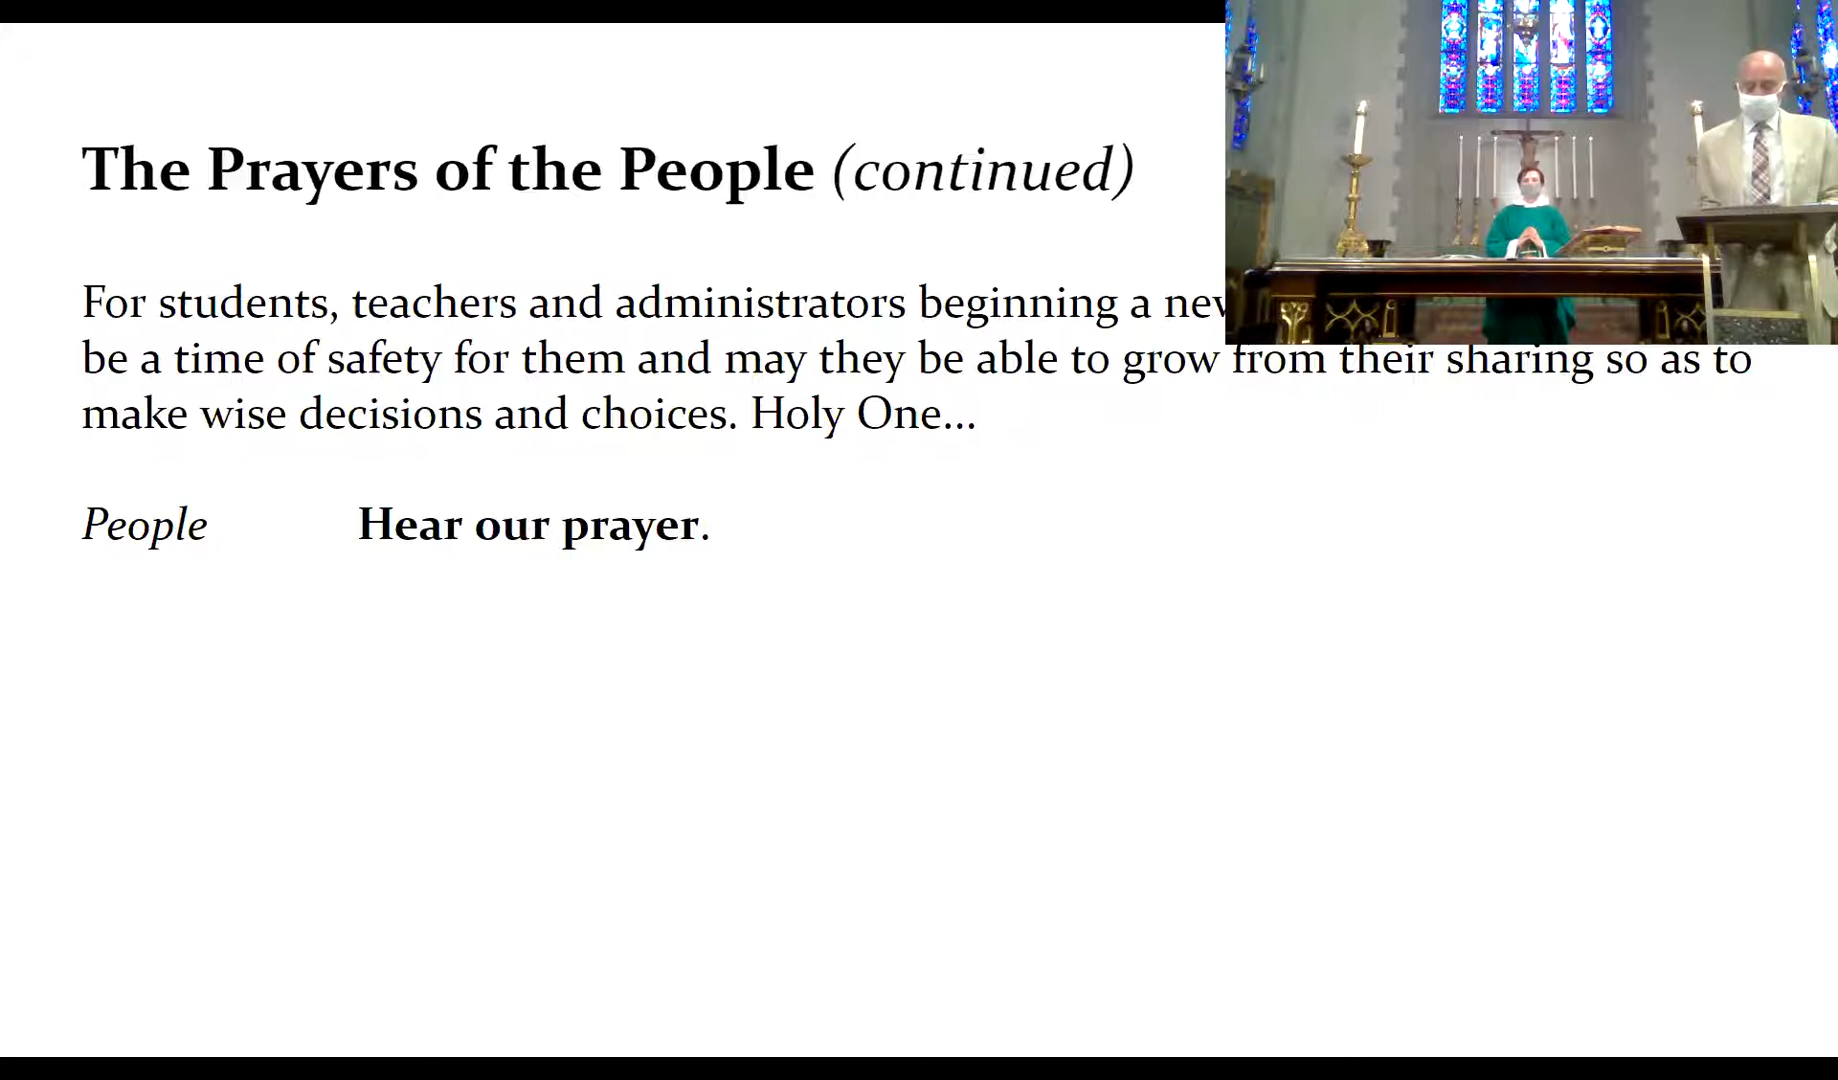 The Prayers of the People (continued)
For students, teachers and administrators beginning a
be a time of safety for them and may they be able to grow from their sharing so as to
make wise decisions and choices. Holy One...
People Hear our prayer.